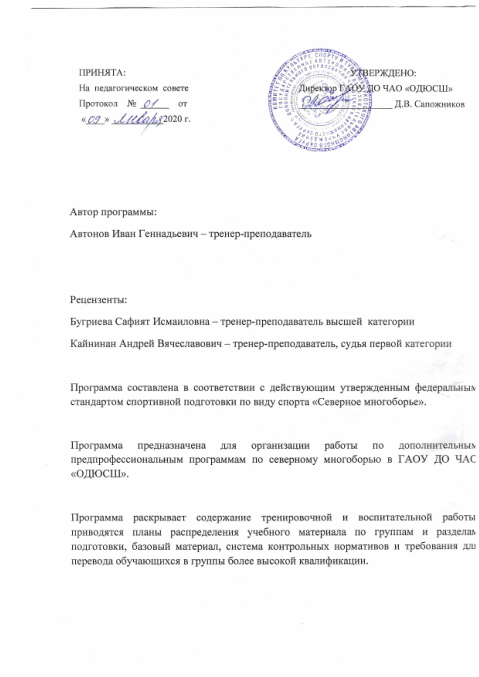 ПРИНЯТА:
На педагогическом совете
Протокол № 01 от
«09» января 2020 г.
УТВЕРЖДЕНО:
Директор ГАОУ ДО ЧАО «ОДЮСШ»
Д.В. Сапожников
Автор программы:
Автонов Иван Геннадьевич – тренер-преподаватель
Рецензенты:
Бугриева Сафият Исмаиловна – тренер-преподаватель высшей категории
Кайнинан Андрей Вячеславович – тренер-преподаватель, судья первой категории
Программа составлена в соответствии с действующим утвержденным федеральным
стандартом спортивной подготовки по виду спорта «Северное многоборье».
Программа предназначена для организации работы по дополнительным
предпрофессиональным программам по северному многоборью в ГАОУ ДО ЧАС
«ОДЮСШ».
Программа раскрывает содержание тренировочной и воспитательной работы
приводятся планы распределения учебного материала по группам и разделам
подготовки, базовый материал, система контрольных нормативов и требования для
перевода обучающихся в группы более высокой квалификации.